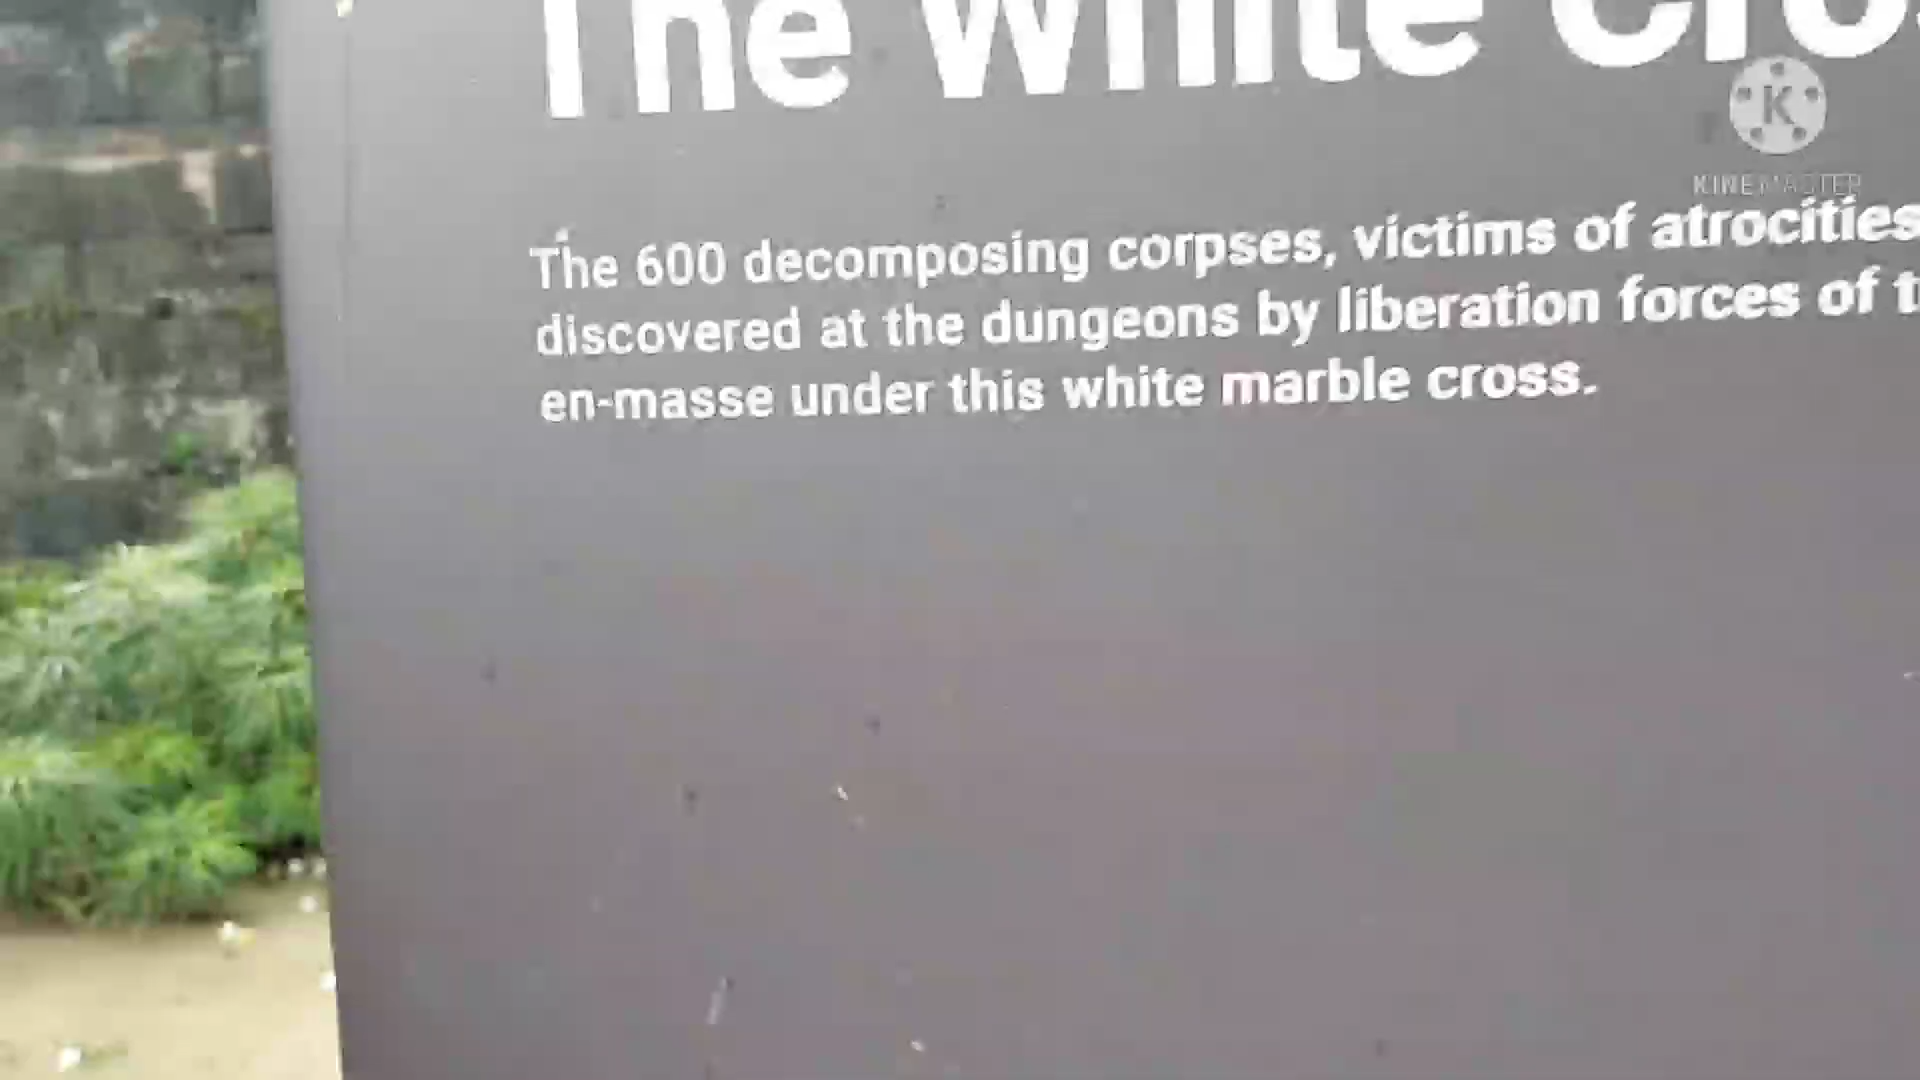 The White
KINEMASTER
The 600 decomposing corpses, victims of atrocities
discovered at the dungeons by liberation forces of
en-masse under this white marble cross.